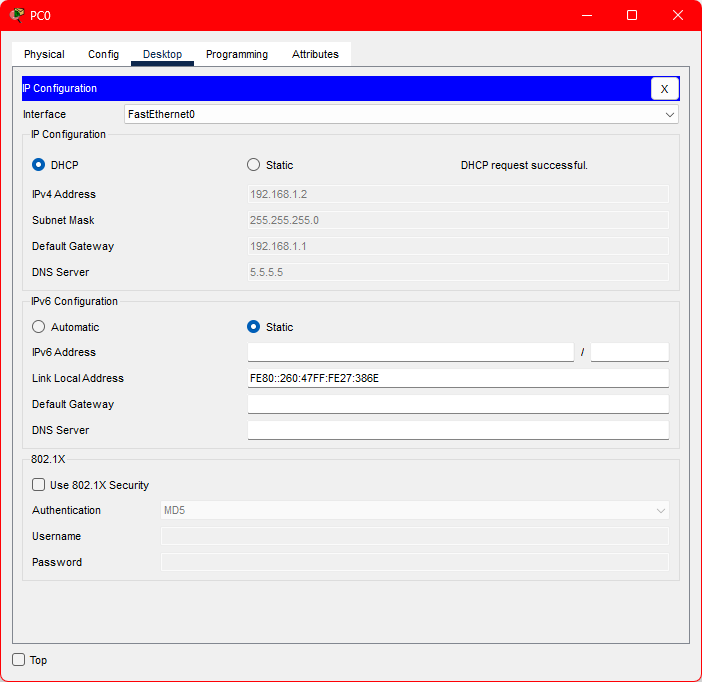 PC0
Physical Config Desktop Programming Attributes
IP Configuration X
Interface FastEthernet0
IP Configuration
DHCP Static DHCP request successful.
IPv4 Address 192.168.1.2
Subnet Mask 255.255.255.0
Default Gateway 192.168.1.1
DNS Server 5.5.5.5
IPv6 Configuration
Automatic Static
IPv6 Address /
Link Local Address FE80::260:47FF:FE27:386E
Default Gateway
DNS Server
802.1X
Use 802.1X Security
Authentication MD5
Username
Password
Top